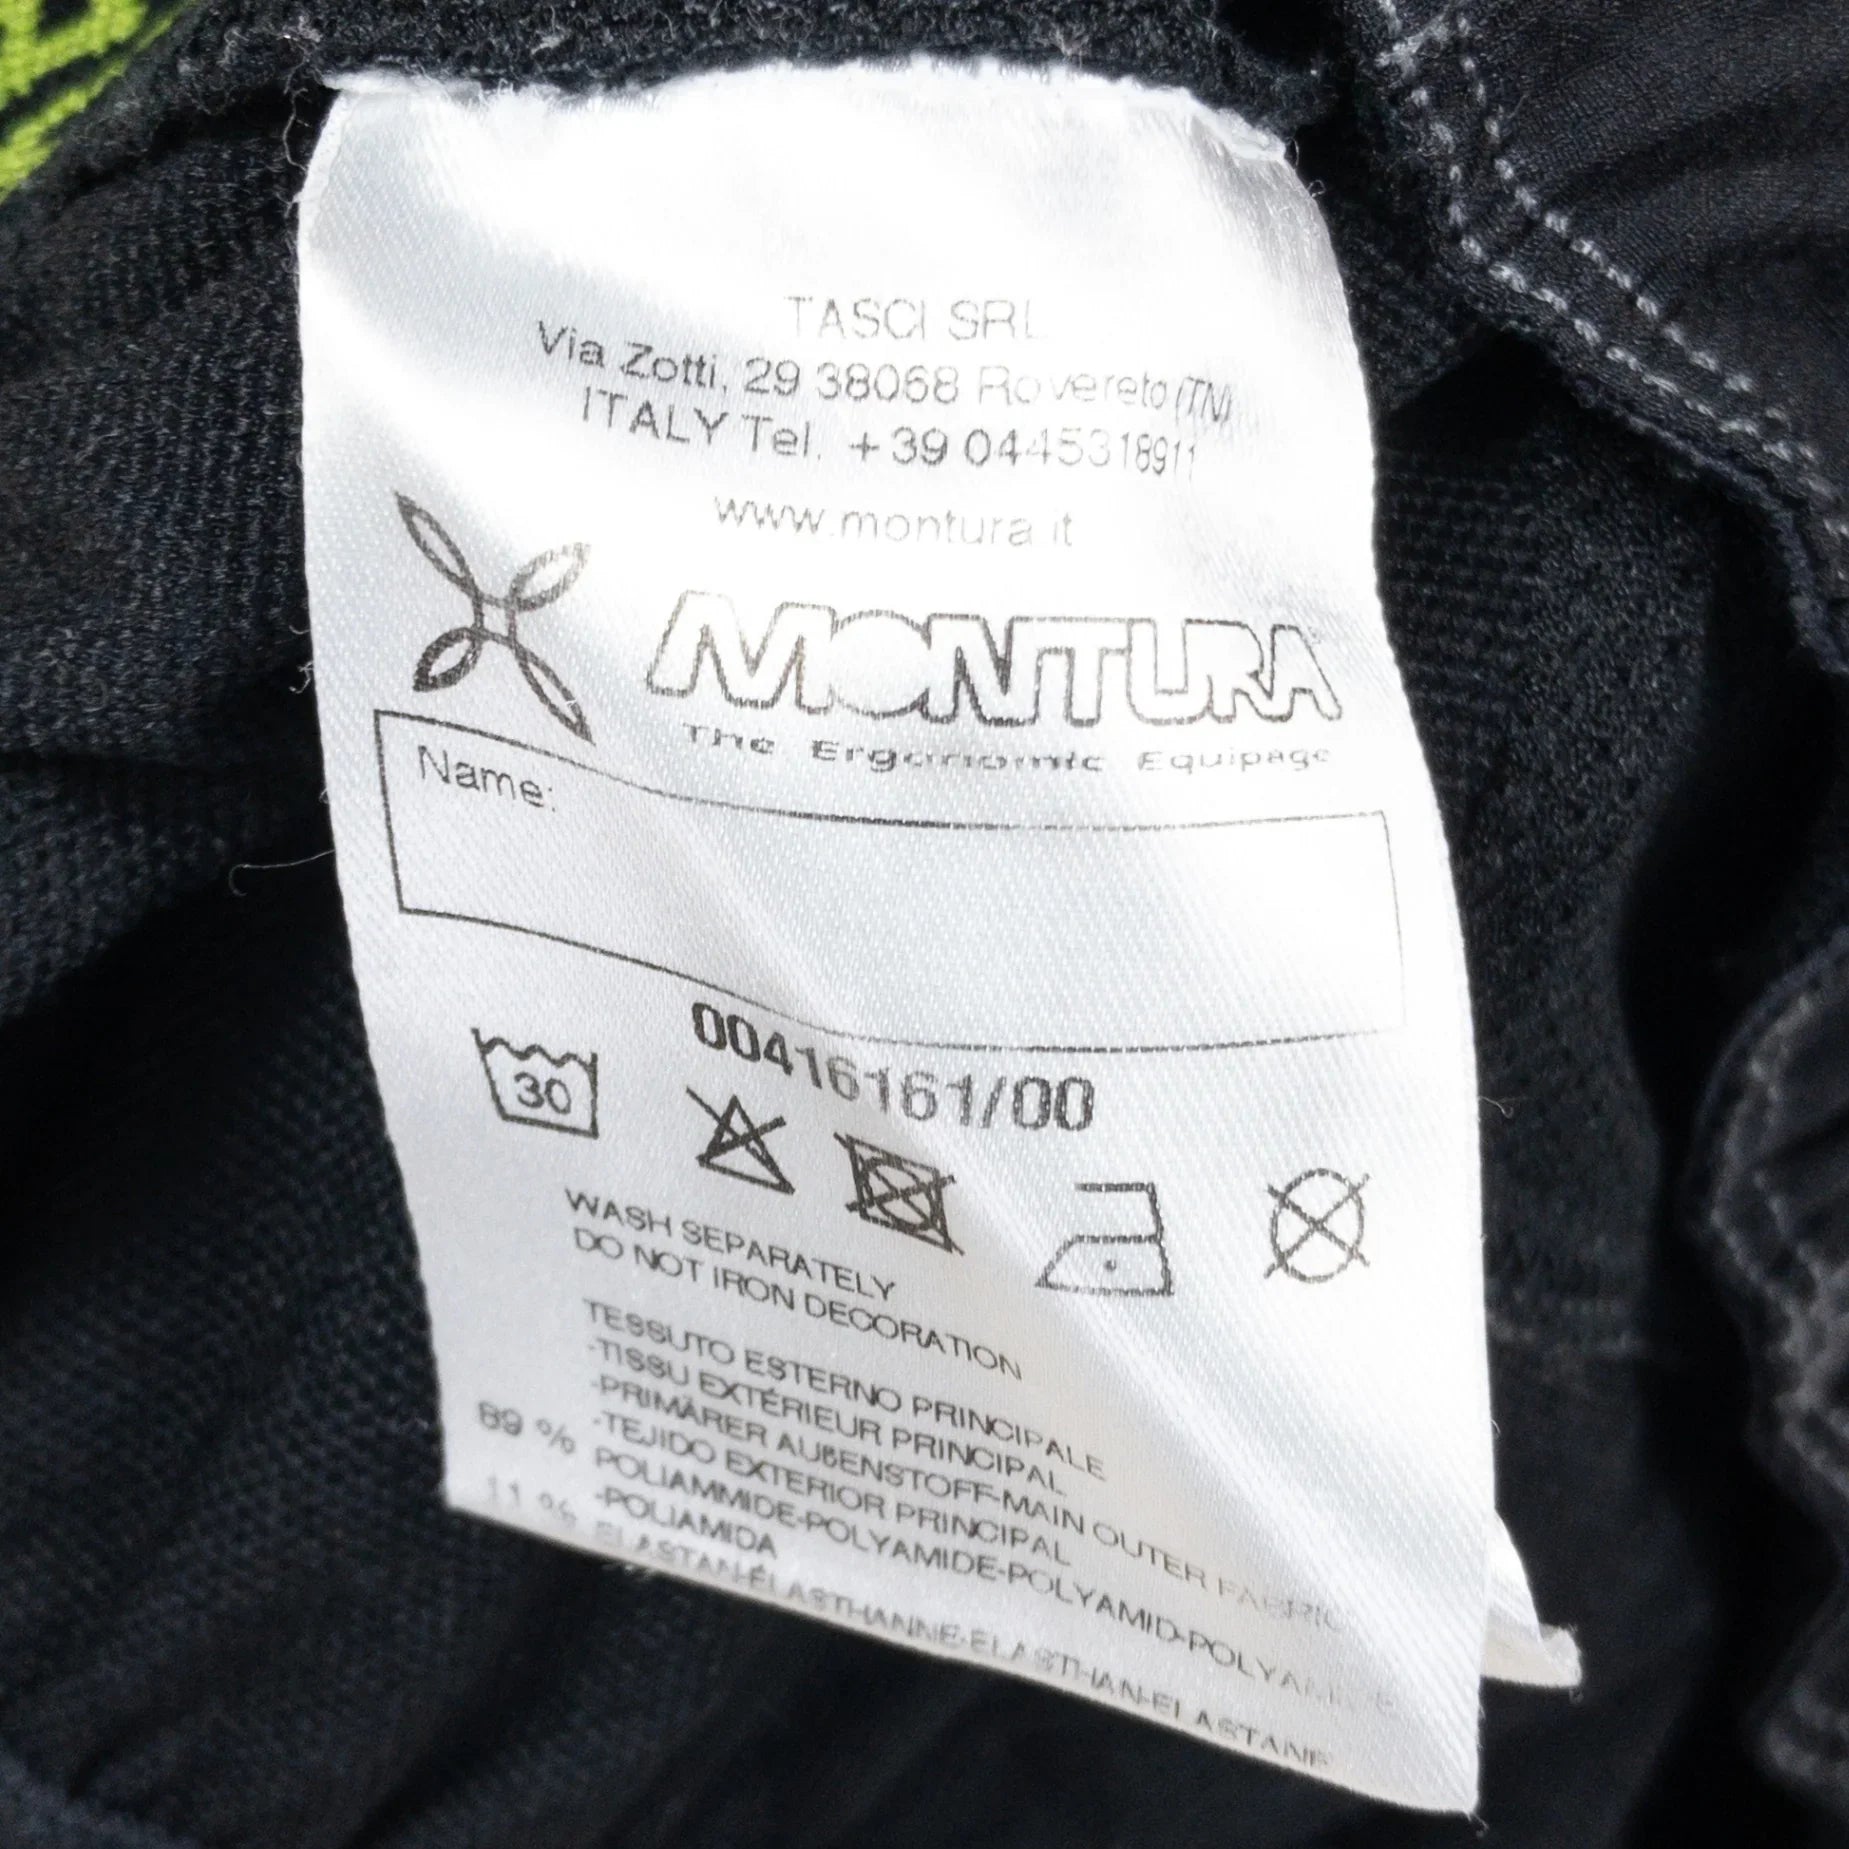 TASCI SRL
Via Zotti, 29 38068 Rovereto (TN)
ITALY Tel. +39 0445318911
www.montura.it
MONTURA
The Ergonomic Equipage
Name:
00416161/00
30
WASH SEPARATELY
DO NOT IRON DECORATION
TESSUTO ESTERNO PRINCIPALE
-TISSU EXTÉRIEUR PRINCIPAL
-PRIMÄRER AUßENSTOFF-MAIN OUTER FABRIC
-TEJIDO EXTERIOR PRINCIPAL
89 % POLIAMMIDE-POLYAMIDE-POLYAMID-POLYAMIDE
-POLIAMIDA
11 % ELASTAN-ÉLASTHANNE-ELASTHAN-ELASTANE